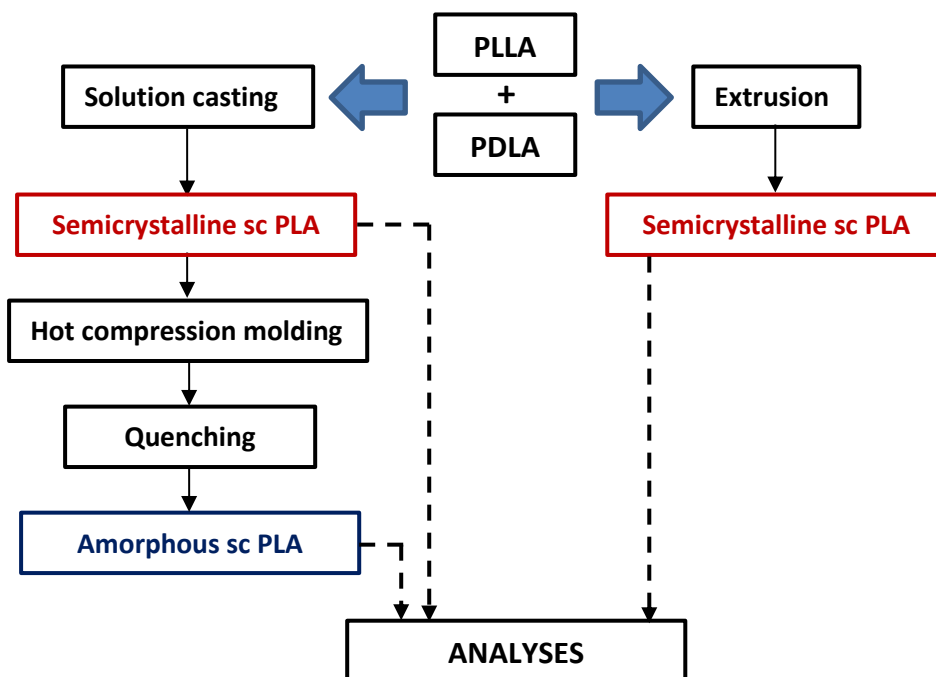 PLLA
+
PDLA
Solution casting
Extrusion
Semicrystalline sc PLA
Semicrystalline sc PLA
Hot compression molding
Quenching
Amorphous sc PLA
ANALYSES